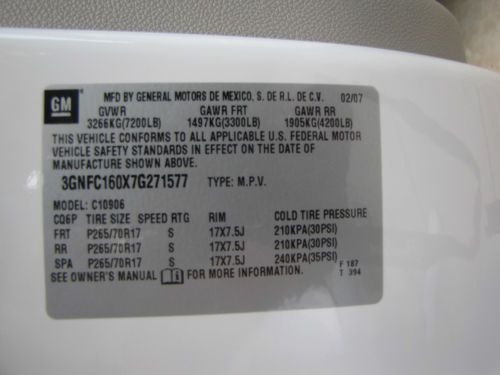 GM
MFD BY GENERAL MOTORS DE MEXICO, S. DE R.L. DE C.V. 02/07
GVWR GAWR FRT GAWR RR
3266KG(7200LB) 1497KG(3300LB) 1905KG(4200LB)
THIS VEHICLE CONFORMS TO ALL APPLICABLE U.S. FEDERAL MOTOR
VEHICLE SAFETY STANDARDS IN EFFECT ON THE DATE OF
MANUFACTURE SHOWN ABOVE.
3GNFC160X7G271577 TYPE: M.P.V.
MODEL: C10906
CQ6P TIRE SIZE SPEED RTG RIM COLD TIRE PRESSURE
FRT P265/70R17 S 17X7.5J 210KPA(30PSI)
RR P265/70R17 S 17X7.5J 210KPA(30PSI)
SPA P265/70R17 S 17X7.5J 240KPA(35PSI)
SEE OWNER'S MANUAL FOR MORE INFORMATION. F 187
T 394